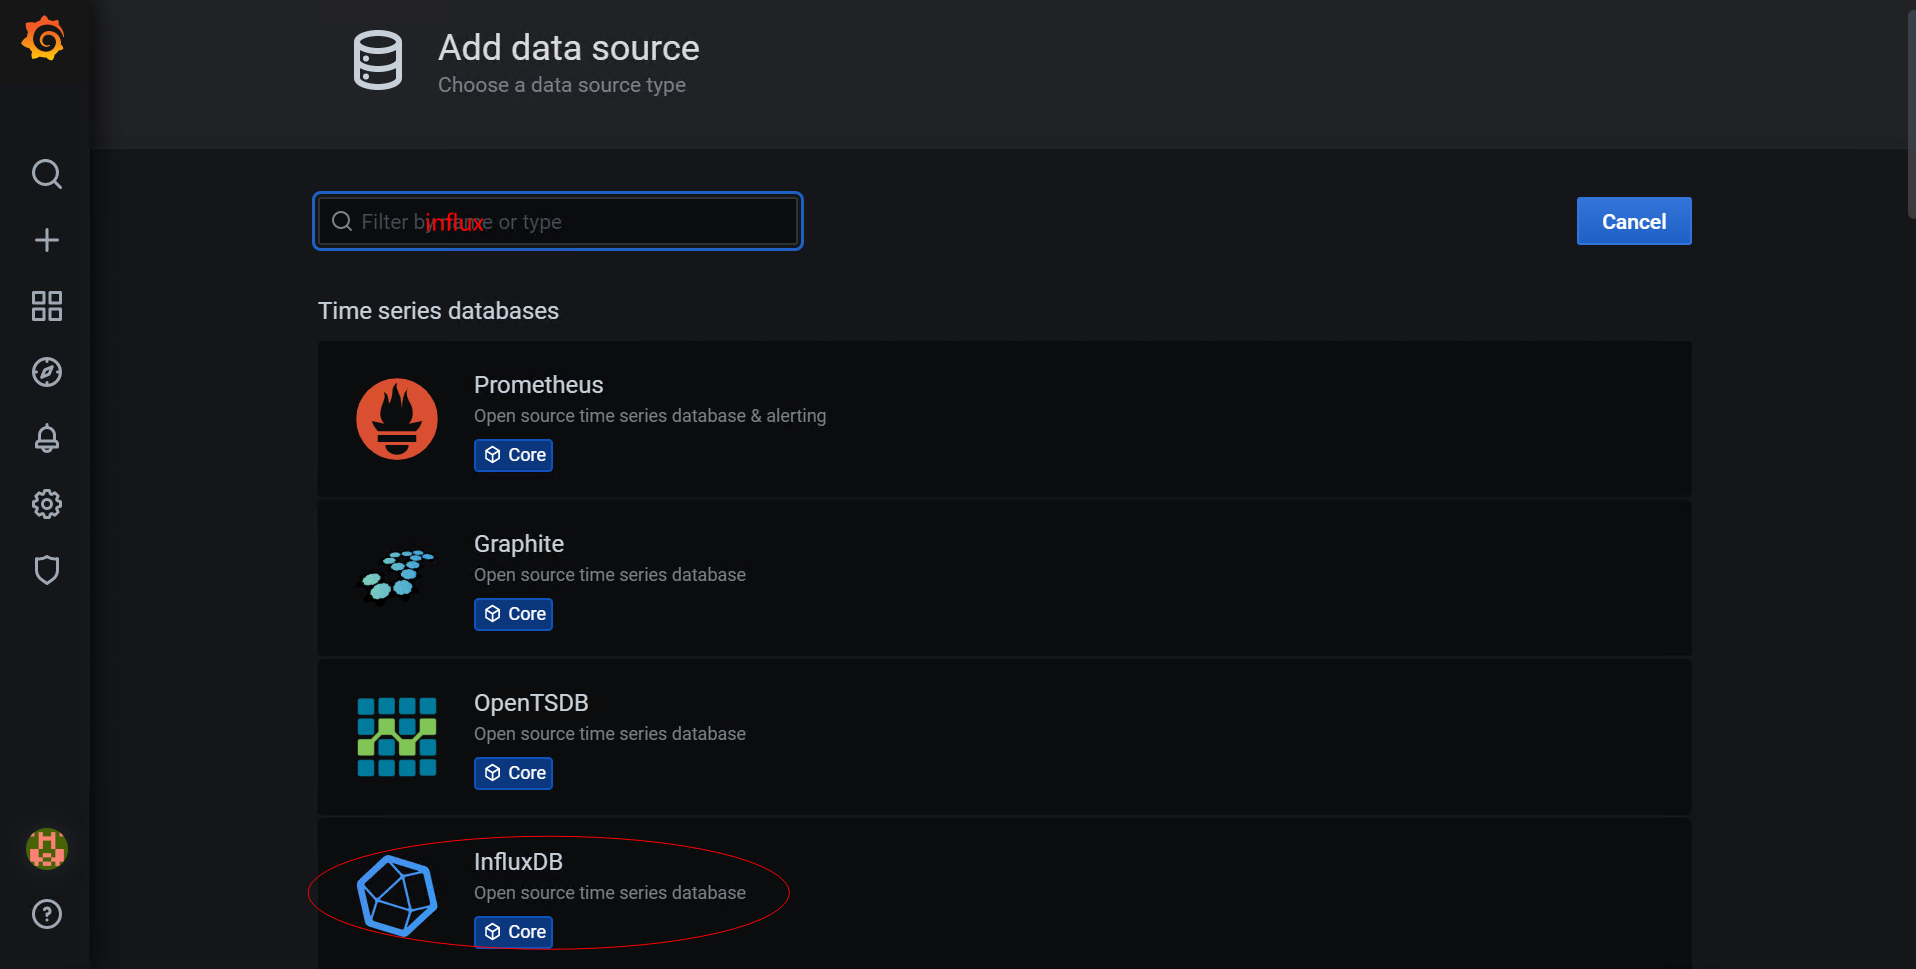 Add data source
Choose a data source type
Filter by name or type
influx
Cancel
Time series databases
Prometheus
Open source time series database & alerting
Core
Graphite
Open source time series database
Core
OpenTSDB
Open source time series database
Core
InfluxDB
Open source time series database
Core